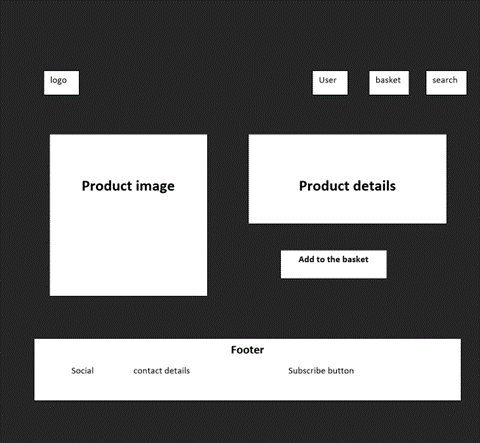 logo
User
basket
search
Product image
Product details
Add to the basket
Footer
Social
contact details
Subscribe button